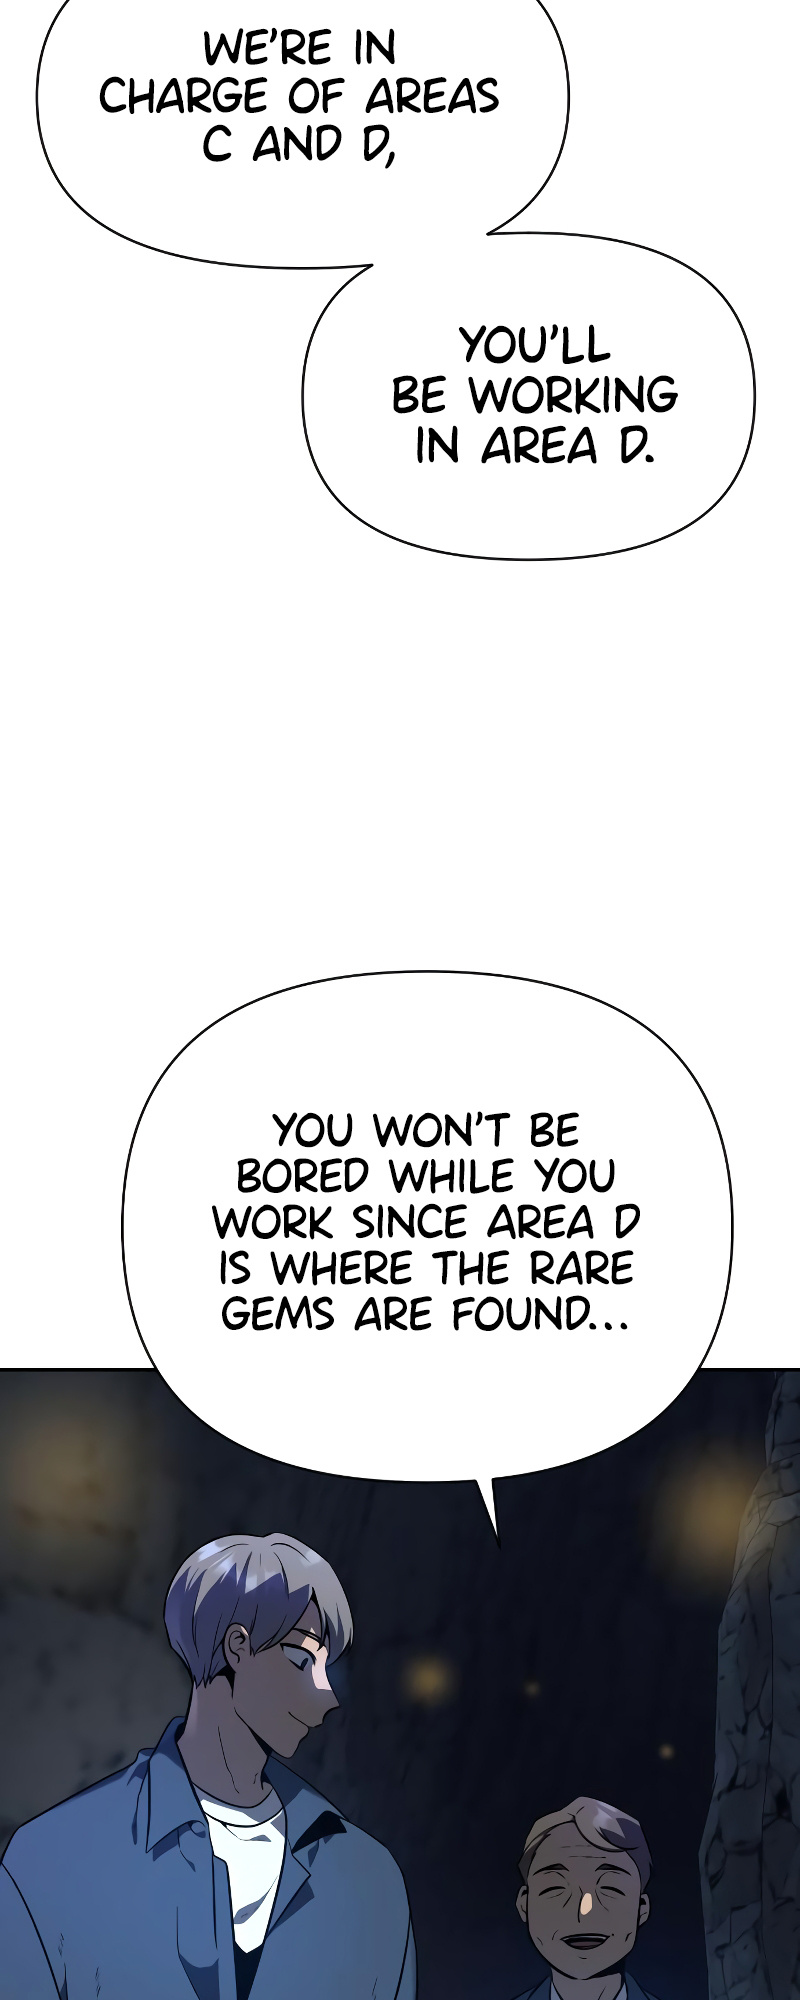 WE'RE IN
CHARGE OF AREAS
C AND D,
YOU'LL
BE WORKING
IN AREA D.
YOU WON'T BE
BORED WHILE YOU
WORK SINCE AREA D
IS WHERE THE RARE
GEMS ARE FOUND...